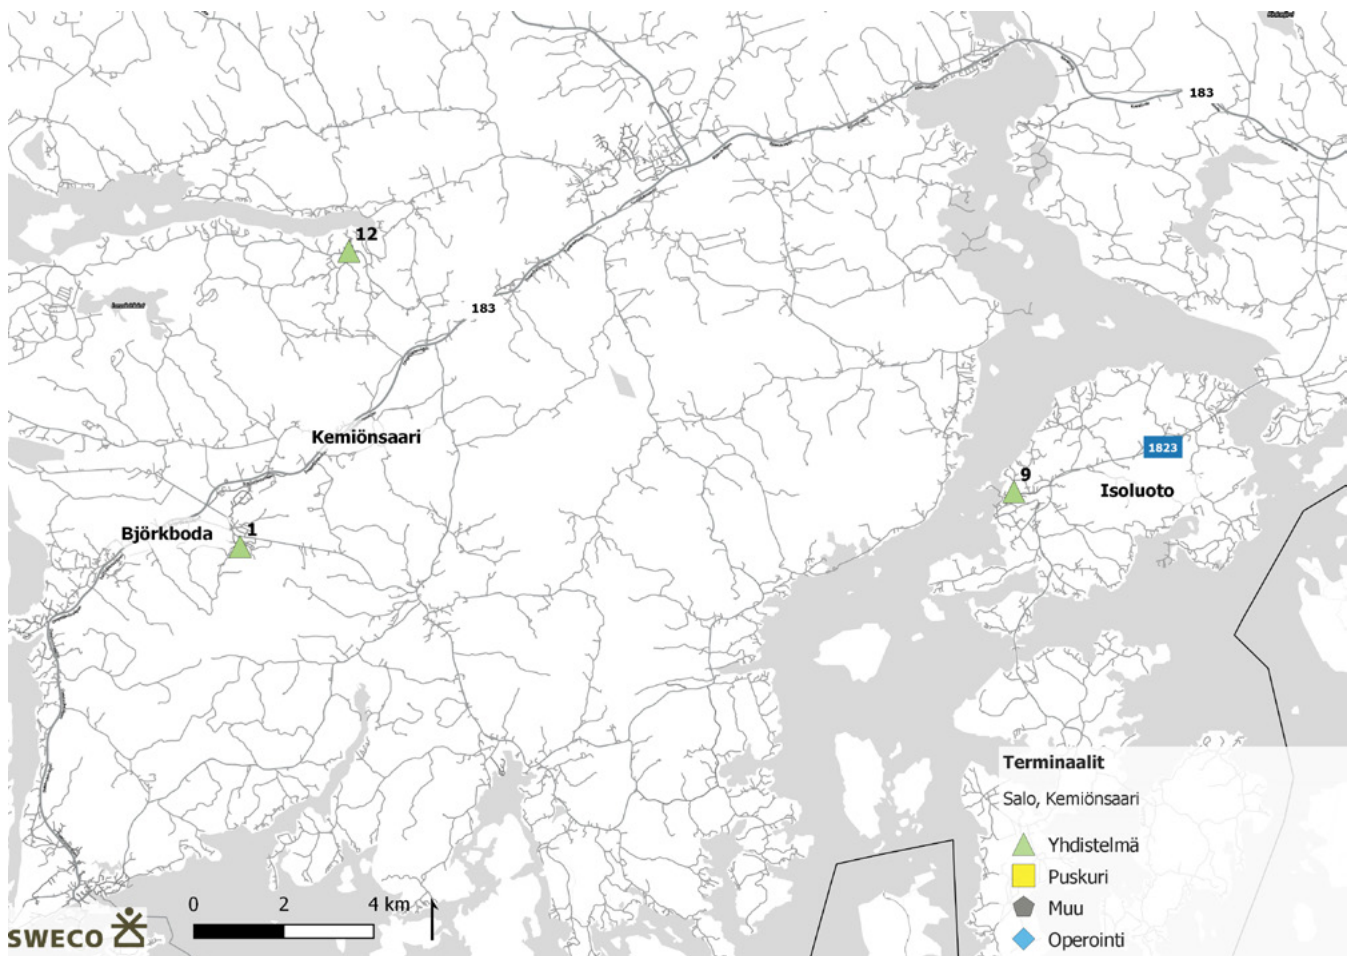 183
12
183
Kemiönsaari
1823
9
Isoluoto
Björkboda
1
Terminaalit
Salo, Kemiönsaari
Yhdistelmä
Puskuri
Muu
Operointi
0 2 4 km
SWECO